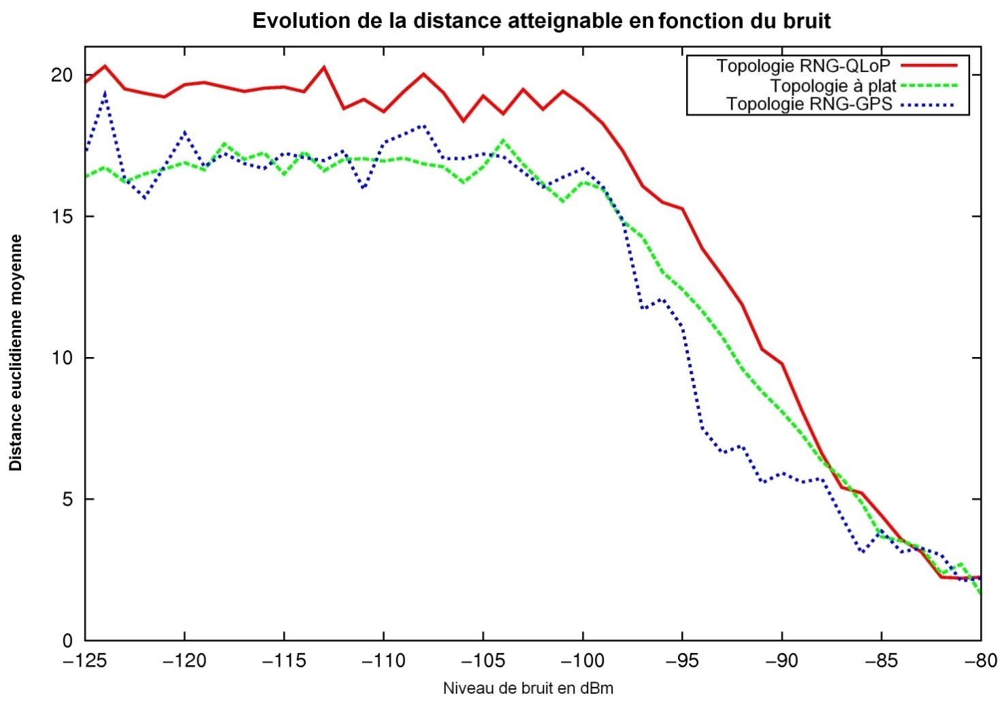 Evolution de la distance atteignable en fonction du bruit
Topologie RNG-QLoP
Topologie à plat
Topologie RNG-GPS
20
15
10
5
0
Distance euclidienne moyenne
−125 −120 −115 −110 −105 −100 −95 −90 −85 −80
Niveau de bruit en dBm